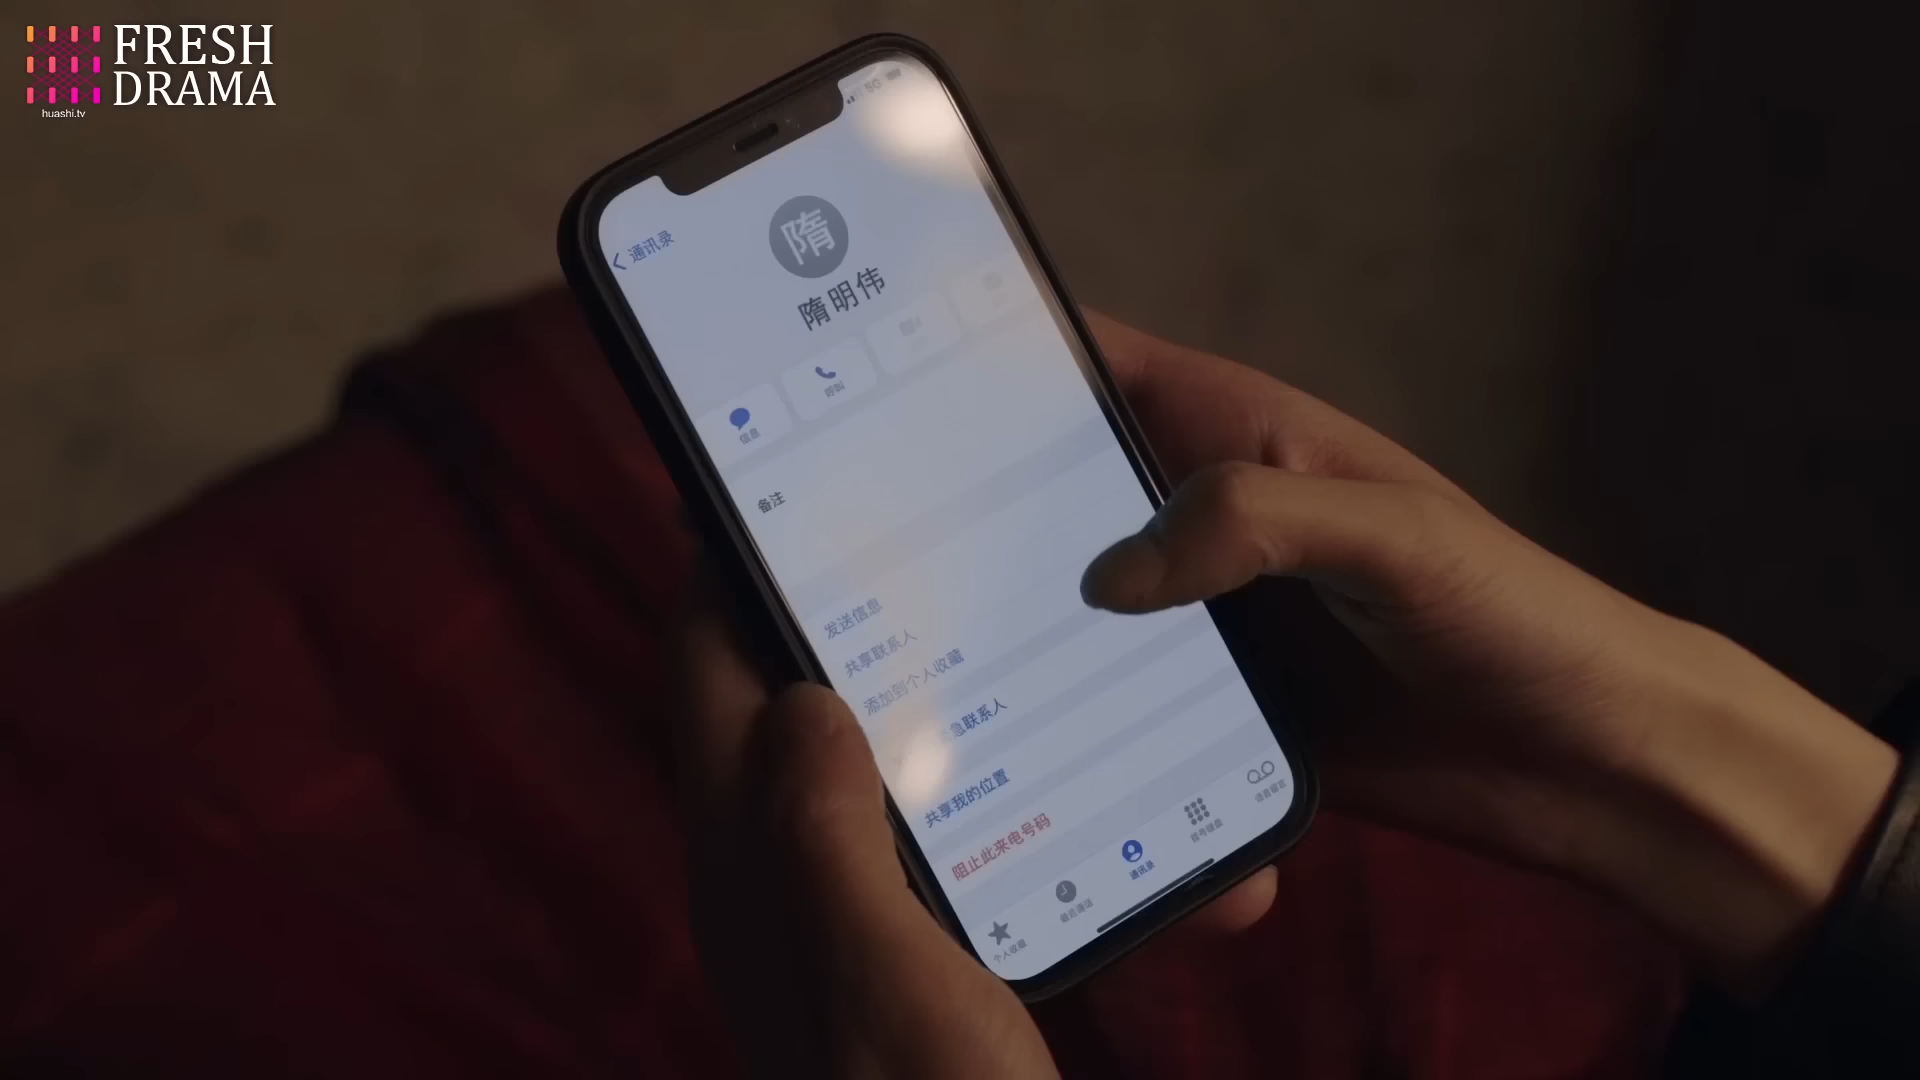 FRESH
DRAMA
huashi.tv
5G
通讯录
隋
隋明伟
信息
呼叫
备注
发送信息
共享联系人
添加到个人收藏
急联系人
共享我的位置
阻止此来电号码
个人收藏
最近通话
通讯录
拨号键盘
语音留言